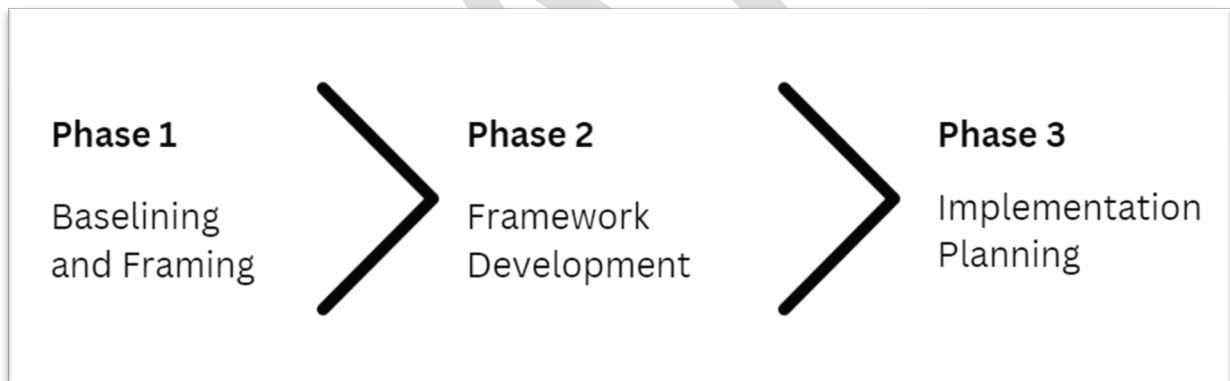 Phase 1
Baselining
and Framing
Phase 2
Framework
Development
Phase 3
Implementation
Planning